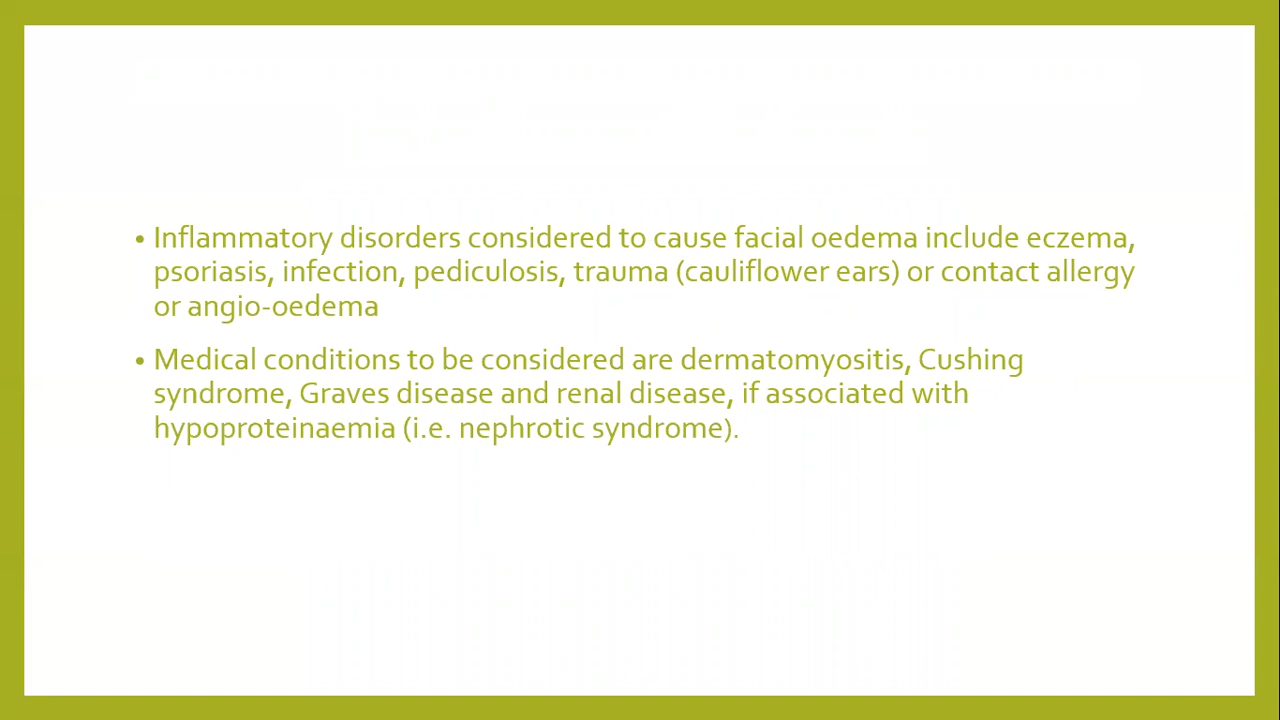 • Inflammatory disorders considered to cause facial oedema include eczema,
psoriasis, infection, pediculosis, trauma (cauliflower ears) or contact allergy
or angio-oedema
• Medical conditions to be considered are dermatomyositis, Cushing
syndrome, Graves disease and renal disease, if associated with
hypoproteinaemia (i.e. nephrotic syndrome).